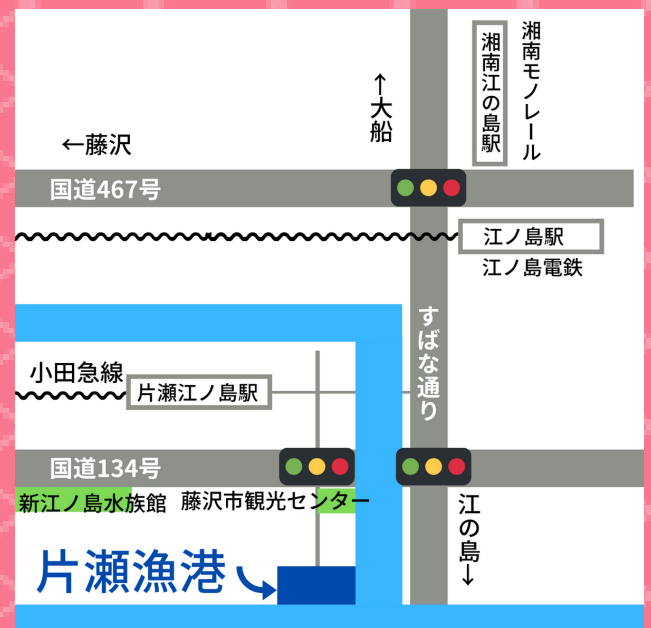 湘南江の島駅
湘南モノレール
←大船
←藤沢
国道467号
江ノ島駅
江ノ島電鉄
すばな通り
小田急線
片瀬江ノ島駅
国道134号
新江ノ島水族館
藤沢市観光センター
江の島→
片瀬漁港